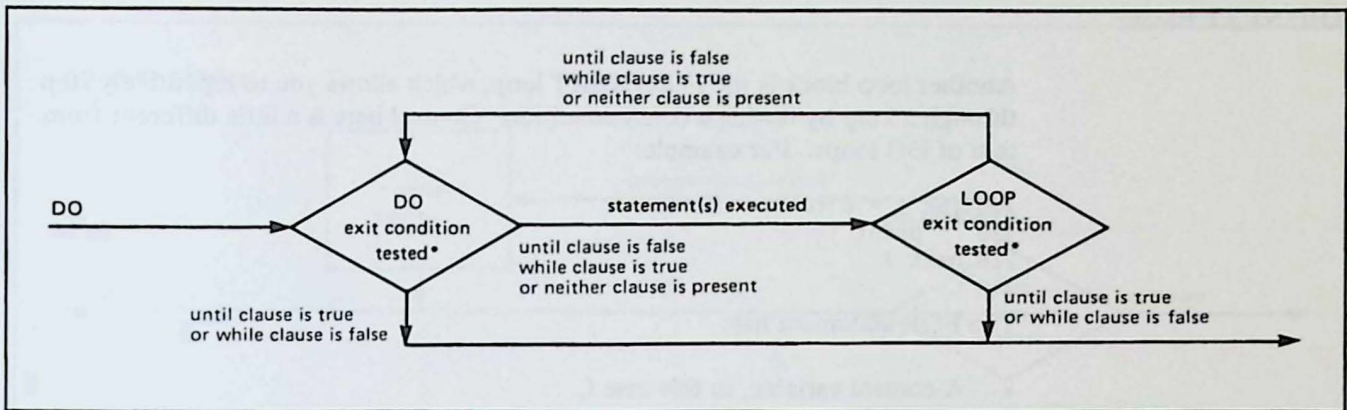 until clause is false
while clause is true
or neither clause is present
DO
DO
exit condition
tested*
statement(s) executed
until clause is false
while clause is true
or neither clause is present
LOOP
exit condition
tested*
until clause is true
or while clause is false
until clause is true
or while clause is false